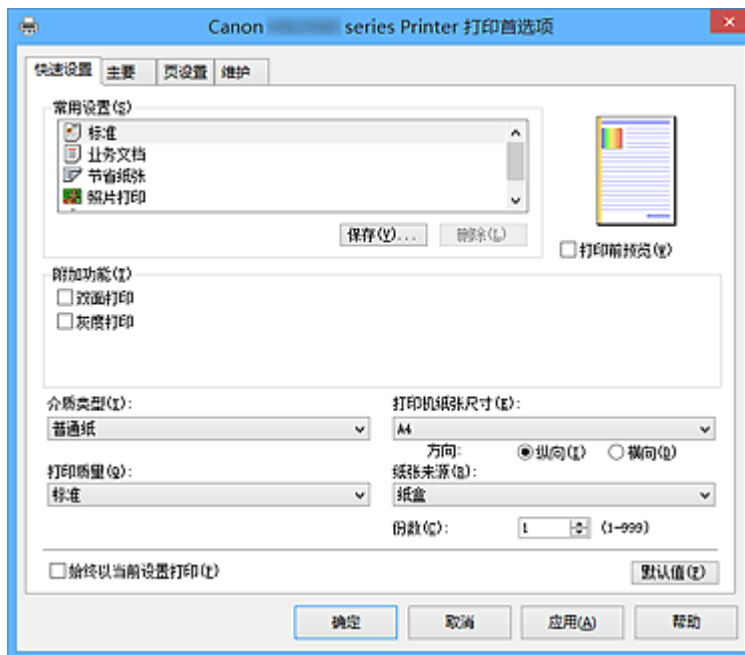 Canon series Printer 打印首选项
快速设置 主要 页设置 维护
常用设置(S)
标准
业务文档
节省纸张
照片打印
保存(V)... 删除(L)
打印前预览(W)
附加功能(I)
双面打印
灰度打印
介质类型(I): 打印机纸张尺寸(E):
普通纸 A4
方向: 纵向(I) 横向(D)
打印质量(Q): 纸张来源(R):
标准 纸盒
份数(C): 1 (1-999)
始终以当前设置打印(t) 默认值(F)
确定 取消 应用(A) 帮助